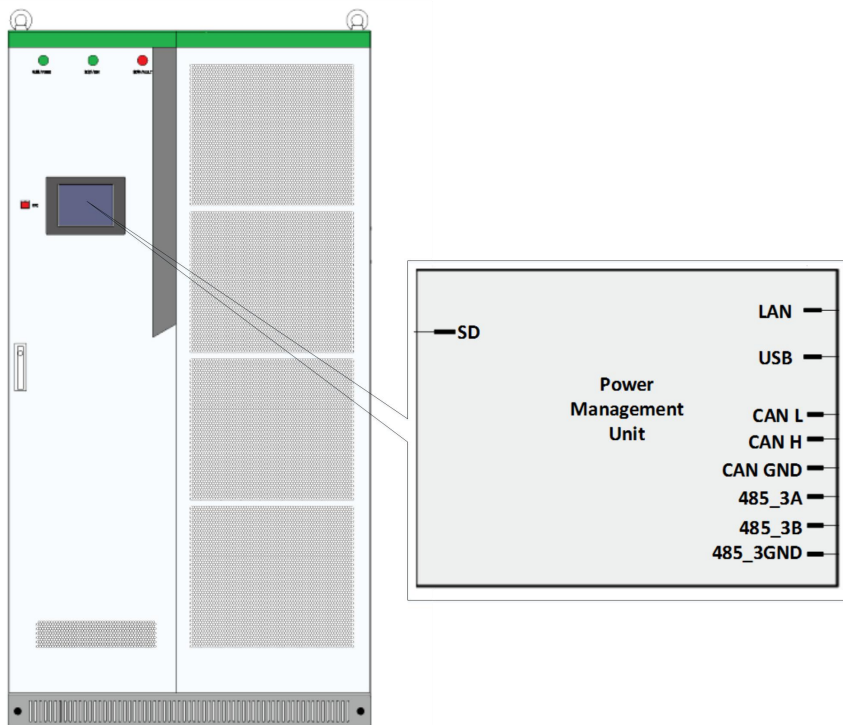 SD
Power
Management
Unit
LAN
USB
CAN L
CAN H
CAN GND
485_3A
485_3B
485_3GND